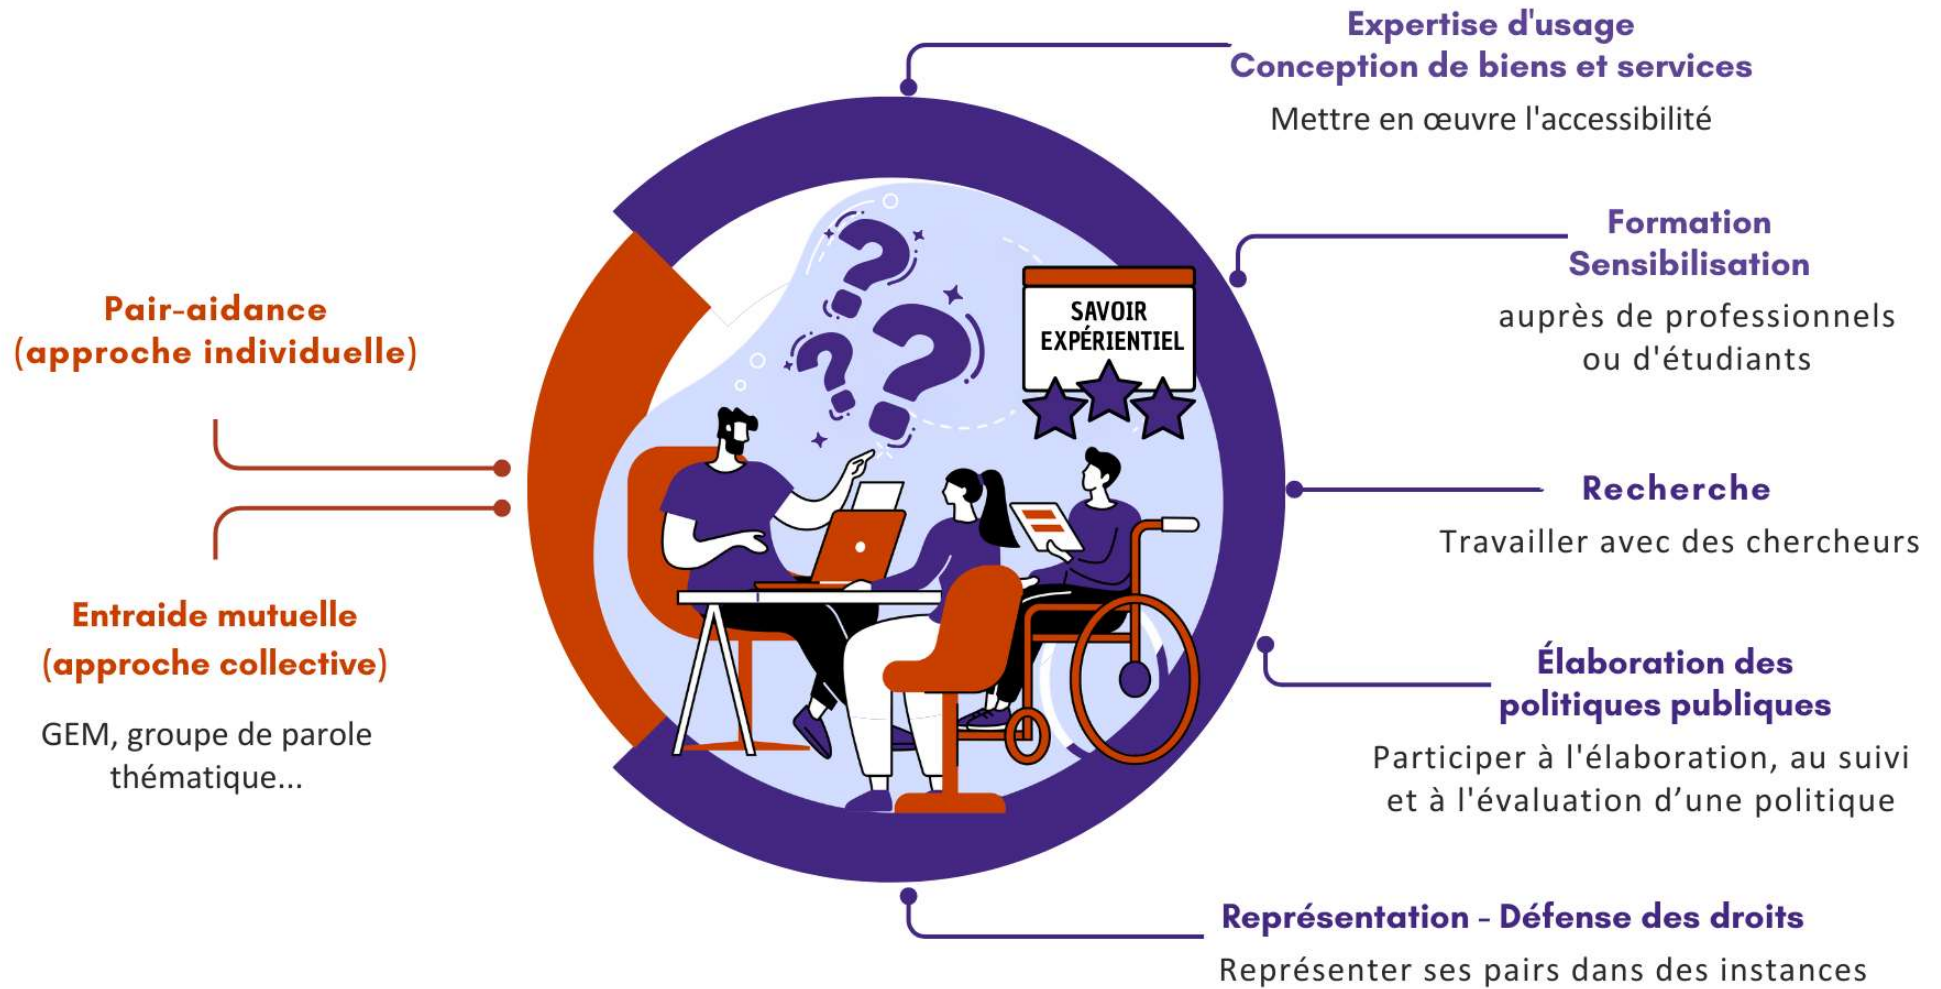 Expertise d'usage
Conception de biens et services
Mettre en œuvre l'accessibilité
Formation
Sensibilisation
auprès de professionnels
ou d'étudiants
Recherche
Travailler avec des chercheurs
Élaboration des
politiques publiques
Participer à l'élaboration, au suivi
et à l'évaluation d’une politique
Représentation - Défense des droits
Représenter ses pairs dans des instances
Pair-aidance
(approche individuelle)
Entraide mutuelle
(approche collective)
GEM, groupe de parole
thématique...
SAVOIR
EXPÉRIENTIEL